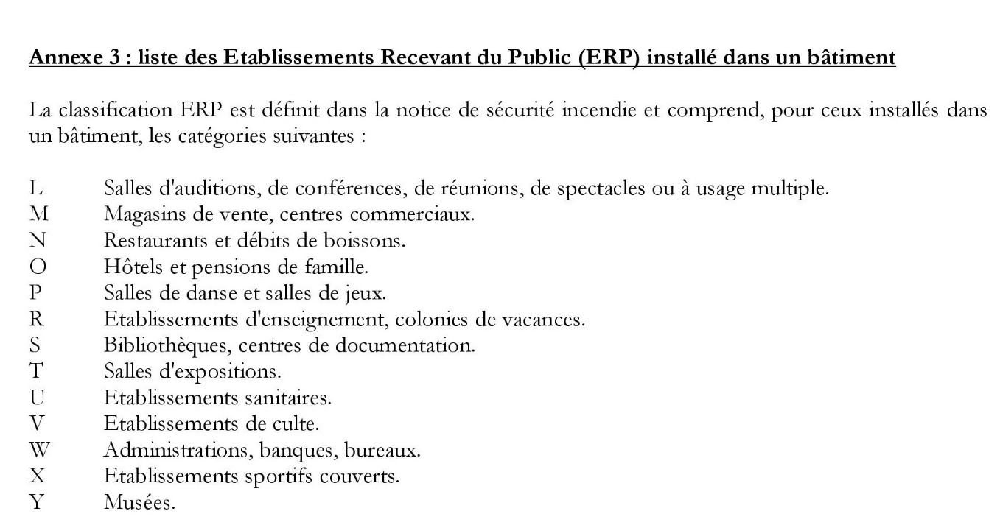 Annexe 3 : liste des Etablissements Recevant du Public (ERP) installé dans un bâtiment
La classification ERP est définit dans la notice de sécurité incendie et comprend, pour ceux installés dans
un bâtiment, les catégories suivantes :
L Salles d'auditions, de conférences, de réunions, de spectacles ou à usage multiple.
M Magasins de vente, centres commerciaux.
N Restaurants et débits de boissons.
O Hôtels et pensions de famille.
P Salles de danse et salles de jeux.
R Etablissements d'enseignement, colonies de vacances.
S Bibliothèques, centres de documentation.
T Salles d'expositions.
U Etablissements sanitaires.
V Etablissements de culte.
W Administrations, banques, bureaux.
X Etablissements sportifs couverts.
Y Musées.